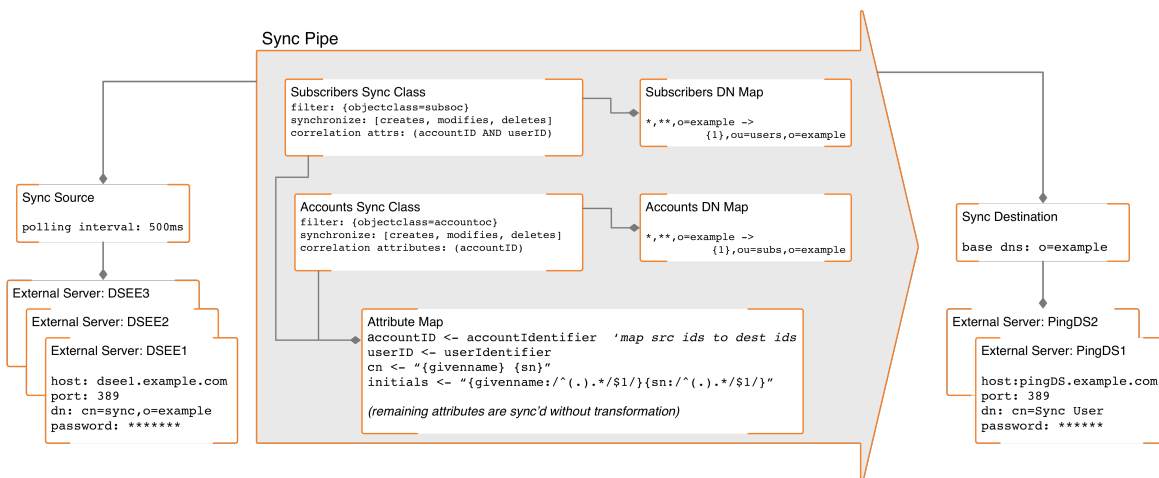 Sync Pipe
Subscribers Sync Class
filter: {objectclass=subsoc}
synchronize: [creates, modifies, deletes]
correlation attrs: (accountID AND userID)
Subscribers DN Map
*,**,o=example ->
{1},ou=users,o=example
Sync Source
polling interval: 500ms
Accounts Sync Class
filter: {objectclass=accountoc}
synchronize: [creates, modifies, deletes]
correlation attributes: (accountID)
Accounts DN Map
*,**,o=example ->
{1},ou=subs,o=example
Sync Destination
base dns: o=example
External Server: DSEE3
External Server: DSEE2
External Server: DSEE1
host: dsee1.example.com
port: 389
dn: cn=sync,o=example
password: *******
Attribute Map
accountID <- accountIdentifier ‘map src ids to dest ids
userID <- userIdentifier
cn <- “{givenname} {sn}”
initials <- “{givenname:/^(.).*/$1/}{sn:/^(.).*/$1/}”
(remaining attributes are sync’d without transformation)
External Server: PingDS2
External Server: PingDS1
host:pingDS.example.com
port: 389
dn: cn=Sync User
password: ******